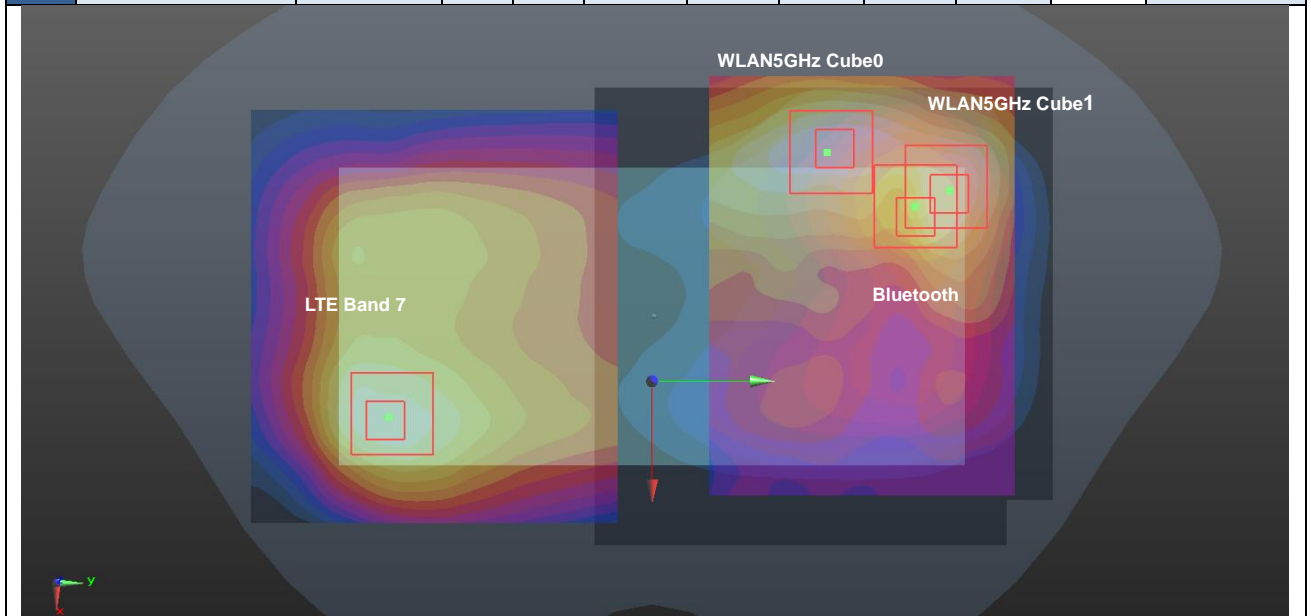 WLAN5GHz Cube0
WLAN5GHz Cube1
Bluetooth
LTE Band 7
y
x